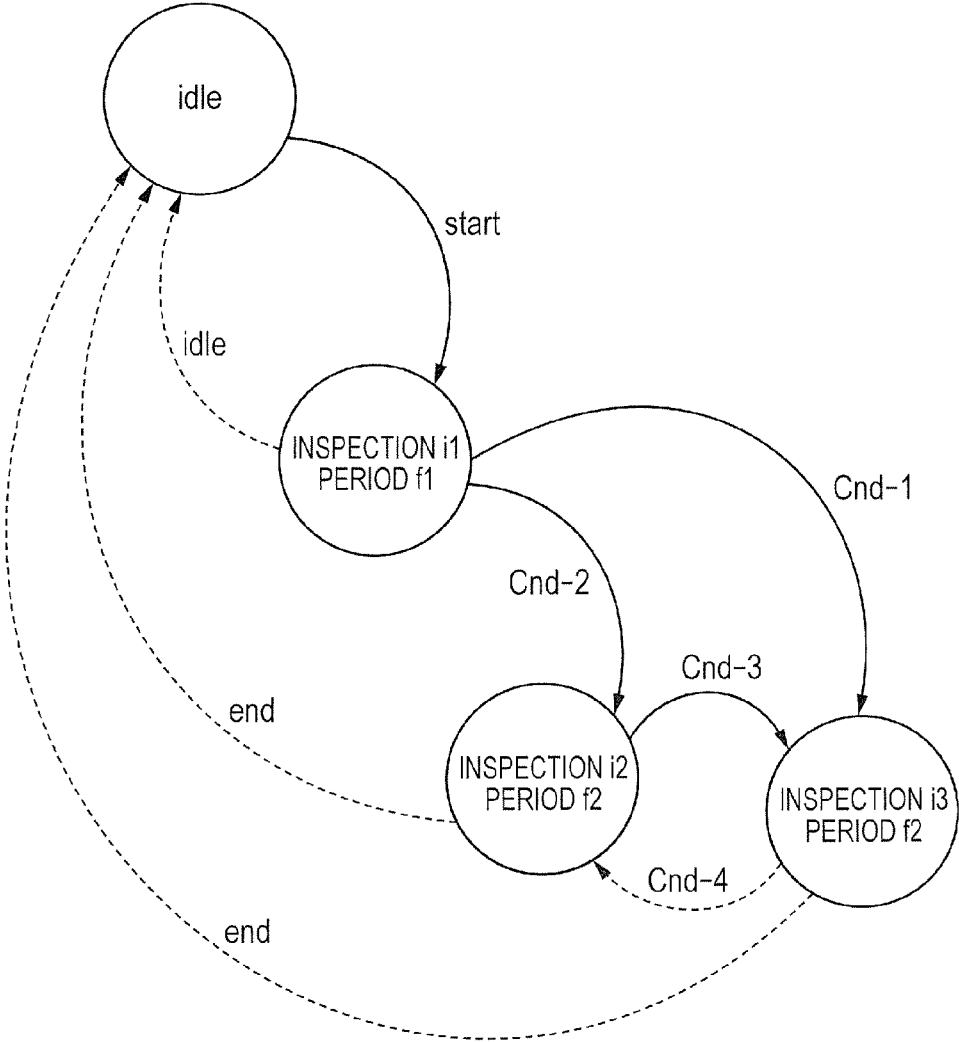 idle
start
idle
INSPECTION i1
PERIOD f1
Cnd-1
Cnd-2
Cnd-3
end
INSPECTION i2
PERIOD f2
INSPECTION i3
PERIOD f2
Cnd-4
end